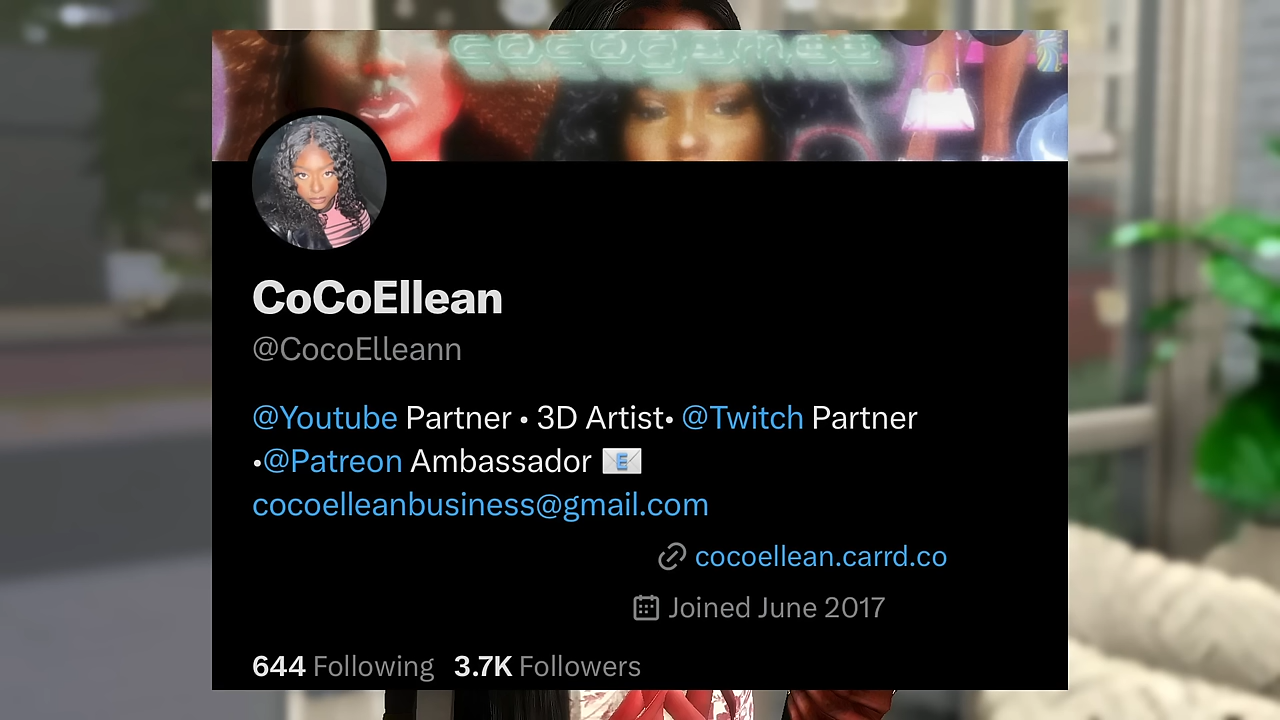 cocogames
CoCoEllean
@CocoElleann
@Youtube Partner • 3D Artist• @Twitch Partner
•@Patreon Ambassador 📧
cocoelleanbusiness@gmail.com
cocoellean.carrd.co
Joined June 2017
644 Following 3.7K Followers